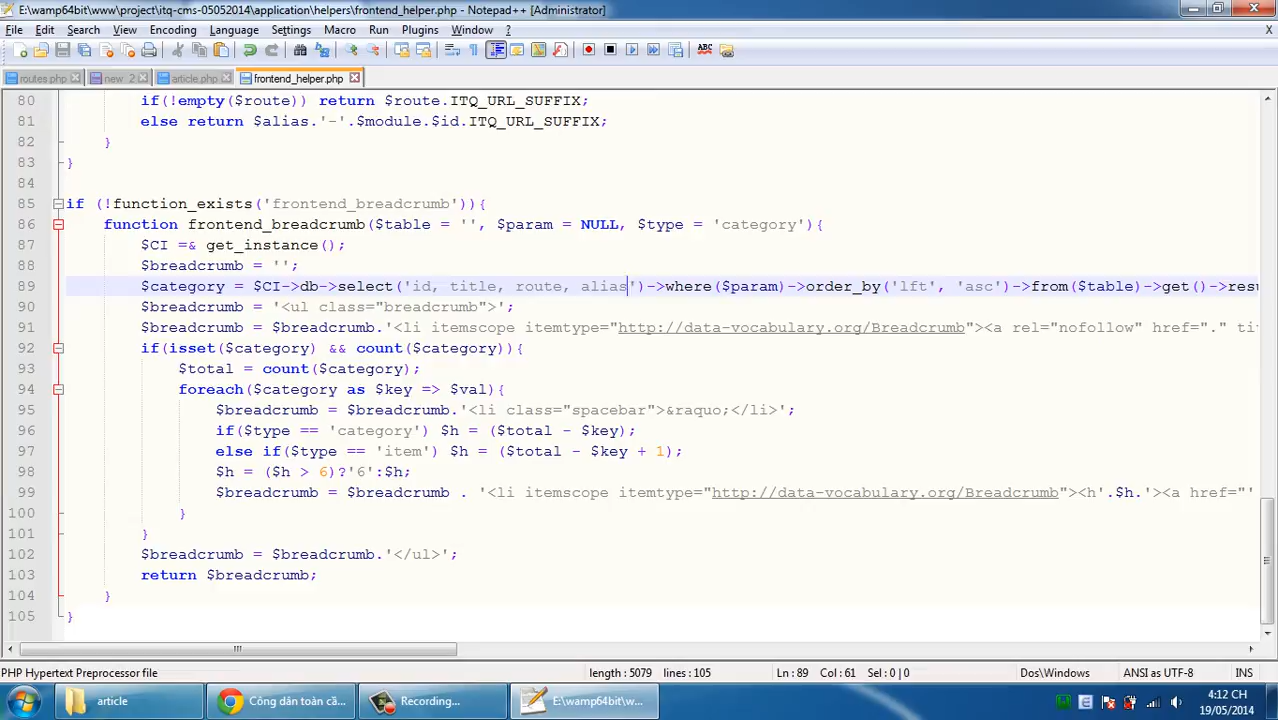 E:\wamp64bit\www\project\itq-cms-05052014\application\helpers\frontend_helper.php - Notepad++ [Administrator]
File Edit Search View Encoding Language Settings Macro Run Plugins Window ? X
routes.php new 2 article.php frontend_helper.php
80 if(!empty($route)) return $route.ITQ_URL_SUFFIX;
81 else return $alias.'-'.$module.$id.ITQ_URL_SUFFIX;
82 }
83 }
84
85 if (!function_exists('frontend_breadcrumb')){
86 function frontend_breadcrumb($table = '', $param = NULL, $type = 'category'){
87 $CI =& get_instance();
88 $breadcrumb = '';
89 $category = $CI->db->select('id, title, route, alias')->where($param)->order_by('lft', 'asc')->from($table)->get()->resu
90 $breadcrumb = '<ul class="breadcrumb">';
91 $breadcrumb = $breadcrumb.'<li itemscope itemtype="http://data-vocabulary.org/Breadcrumb"><a rel="nofollow" href="." tit
92 if(isset($category) && count($category)){
93 $total = count($category);
94 foreach($category as $key => $val){
95 $breadcrumb = $breadcrumb.'<li class="spacebar">&raquo;</li>';
96 if($type == 'category') $h = ($total - $key);
97 else if($type == 'item') $h = ($total - $key + 1);
98 $h = ($h > 6)?'6':$h;
99 $breadcrumb = $breadcrumb . '<li itemscope itemtype="http://data-vocabulary.org/Breadcrumb"><h'.$h.'><a href="'
100 }
101 }
102 $breadcrumb = $breadcrumb.'</ul>';
103 return $breadcrumb;
104 }
105 }
PHP Hypertext Preprocessor file length : 5079 lines : 105 Ln : 89 Col : 61 Sel : 0 | 0 Dos\Windows ANSI as UTF-8 INS
article Công dân toàn cầ... Recording... E:\wamp64bit\w... 4:12 CH
19/05/2014